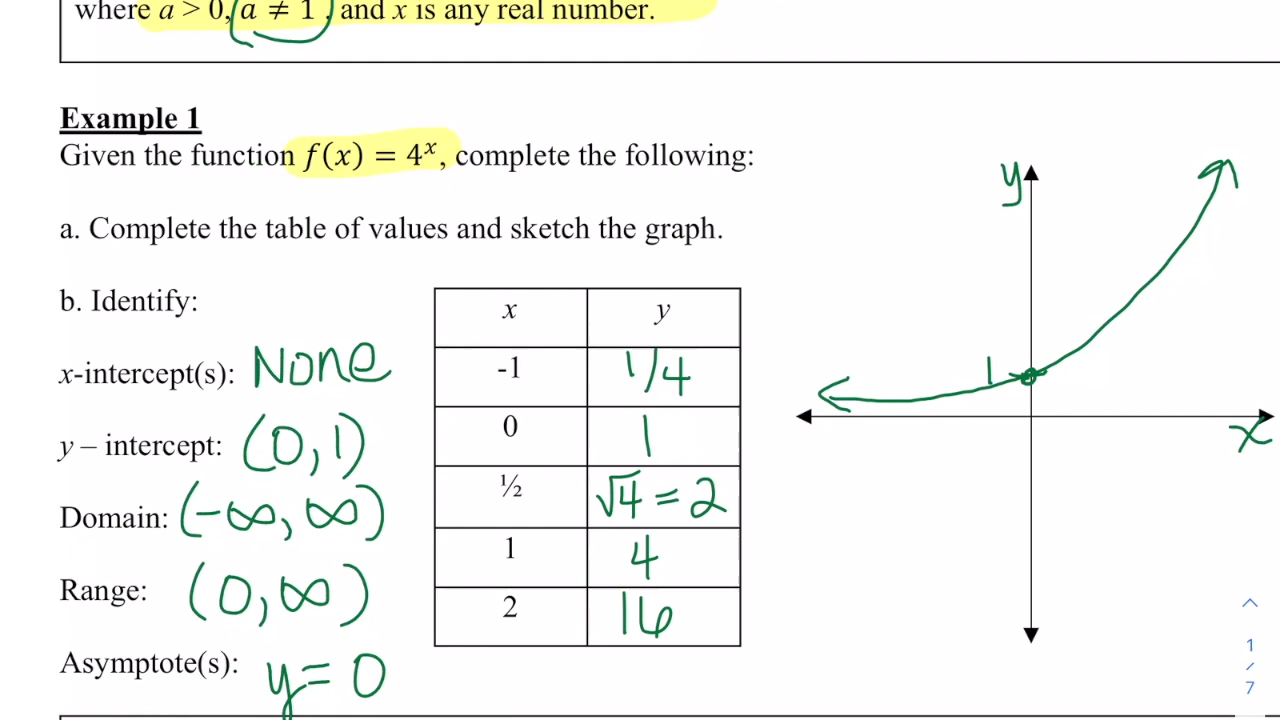 where a > 0, a ≠ 1, and x is any real number.
Example 1
Given the function f(x) = 4ˣ, complete the following:
a. Complete the table of values and sketch the graph.
b. Identify:
x-intercept(s): None
y – intercept: (0,1)
Domain: (-∞, ∞)
Range: (0, ∞)
Asymptote(s): y = 0
x y
-1 1/4
0 1
½ √4 = 2
1 4
2 16
y
1
x
1
/
7